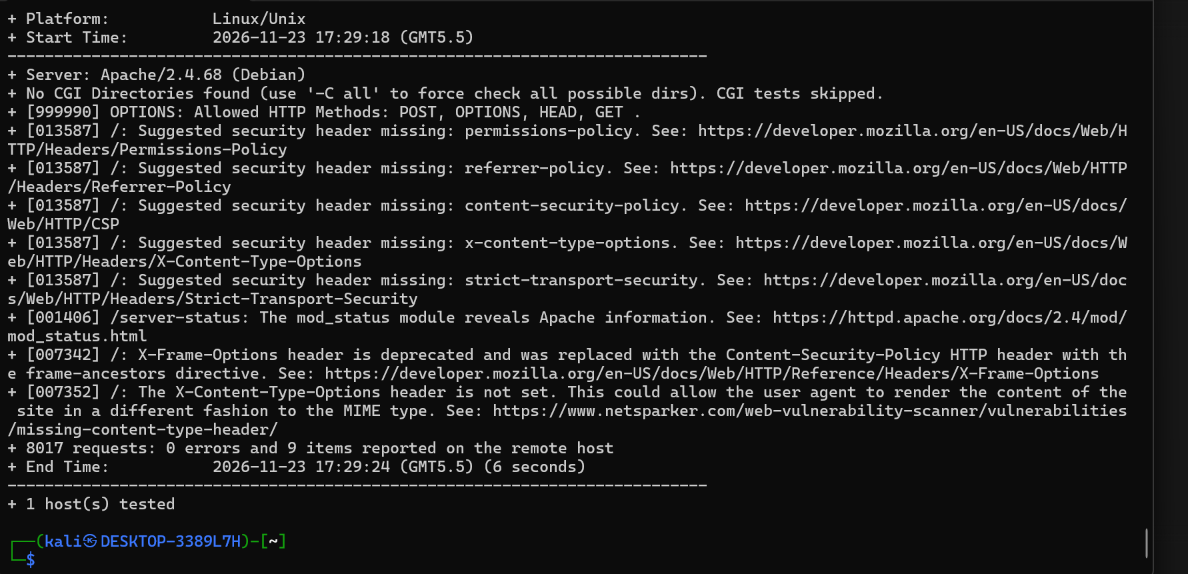 + Platform:           Linux/Unix
+ Start Time:         2026-11-23 17:29:18 (GMT5.5)
---------------------------------------------------------------------------
+ Server: Apache/2.4.68 (Debian)
+ No CGI Directories found (use '-C all' to force check all possible dirs). CGI tests skipped.
+ [999990] OPTIONS: Allowed HTTP Methods: POST, OPTIONS, HEAD, GET .
+ [013587] /: Suggested security header missing: permissions-policy. See: https://developer.mozilla.org/en-US/docs/Web/H
TTP/Headers/Permissions-Policy
+ [013587] /: Suggested security header missing: referrer-policy. See: https://developer.mozilla.org/en-US/docs/Web/HTTP
/Headers/Referrer-Policy
+ [013587] /: Suggested security header missing: content-security-policy. See: https://developer.mozilla.org/en-US/docs/
Web/HTTP/CSP
+ [013587] /: Suggested security header missing: x-content-type-options. See: https://developer.mozilla.org/en-US/docs/W
eb/HTTP/Headers/X-Content-Type-Options
+ [013587] /: Suggested security header missing: strict-transport-security. See: https://developer.mozilla.org/en-US/doc
s/Web/HTTP/Headers/Strict-Transport-Security
+ [001406] /server-status: The mod_status module reveals Apache information. See: https://httpd.apache.org/docs/2.4/mod/
mod_status.html
+ [007342] /: X-Frame-Options header is deprecated and was replaced with the Content-Security-Policy HTTP header with th
e frame-ancestors directive. See: https://developer.mozilla.org/en-US/docs/Web/HTTP/Reference/Headers/X-Frame-Options
+ [007352] /: The X-Content-Type-Options header is not set. This could allow the user agent to render the content of the
 site in a different fashion to the MIME type. See: https://www.netsparker.com/web-vulnerability-scanner/vulnerabilities
/missing-content-type-header/
+ 8017 requests: 0 errors and 9 items reported on the remote host
+ End Time:           2026-11-23 17:29:24 (GMT5.5) (6 seconds)
---------------------------------------------------------------------------
+ 1 host(s) tested
┌──(kali㉿DESKTOP-3389L7H)-[~]
└─$